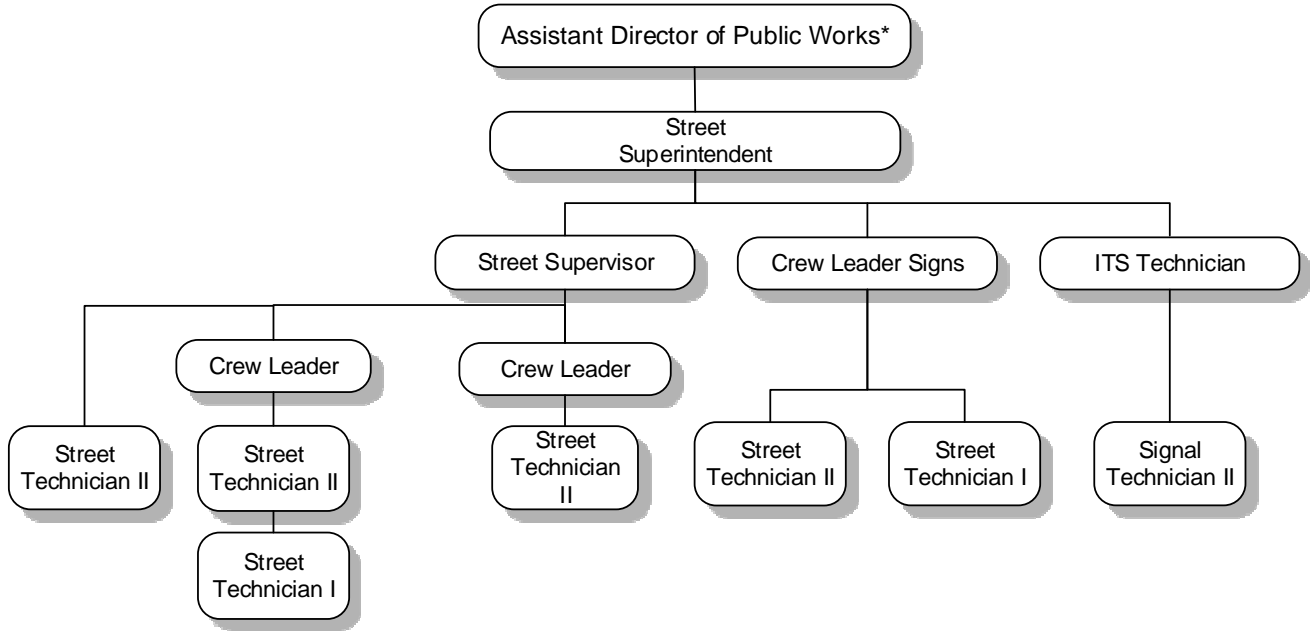 Assistant Director of Public Works*
Street
Superintendent
Street Supervisor
Crew Leader Signs
ITS Technician
Crew Leader
Crew Leader
Street
Technician II
Street
Technician II
Street
Technician
II
Street
Technician II
Street
Technician I
Signal
Technician II
Street
Technician I